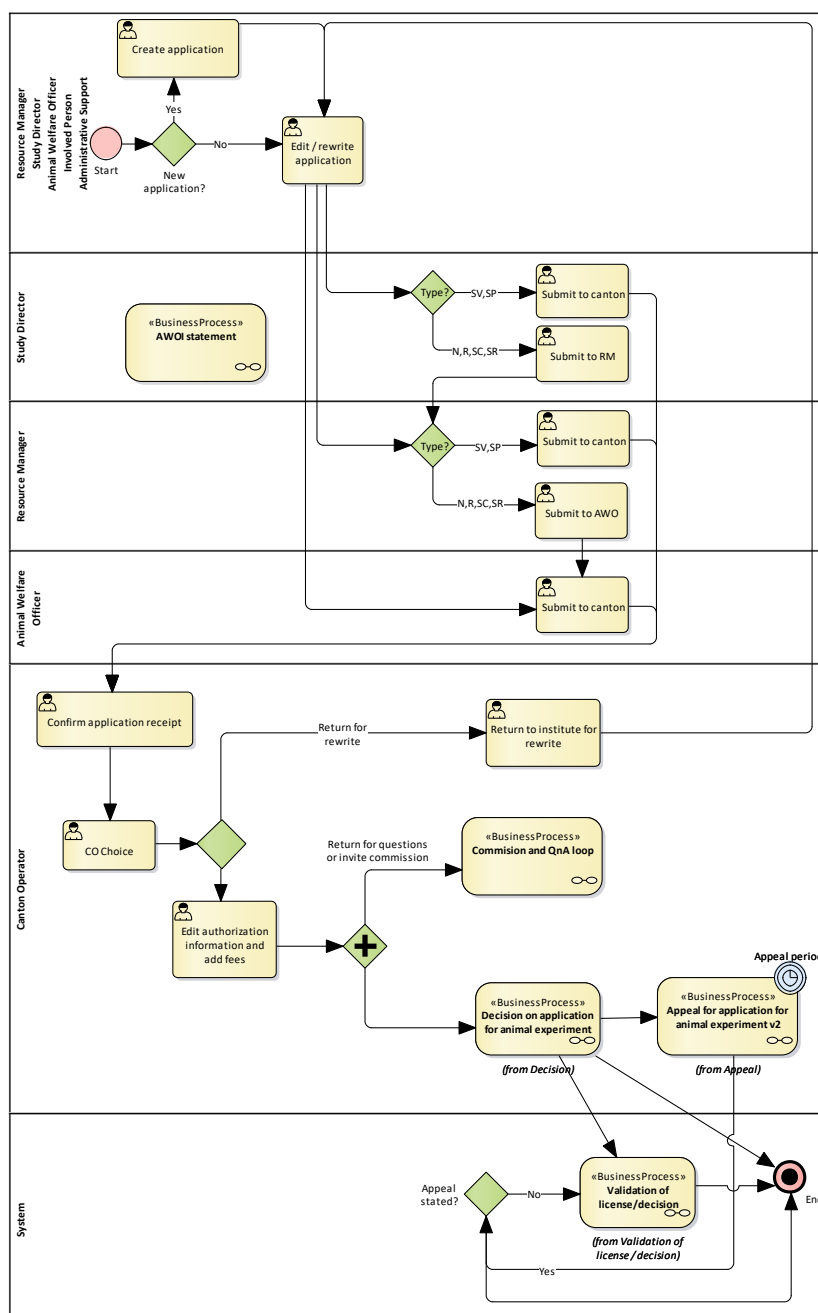 Resource Manager
Study Director
Animal Welfare Officer
Involved Person
Administrative Support
Create application
Yes
Start
New
application?
No
Edit / rewrite
application
Study Director
«BusinessProcess»
AWOI statement
Type?
SV,SP
Submit to canton
N,R,SC,SR
Submit to RM
Resource Manager
Type?
SV,SP
Submit to canton
N,R,SC,SR
Submit to AWO
Animal Welfare
Officer
Submit to canton
Canton Operator
Confirm application receipt
Return for
rewrite
Return to institute for
rewrite
CO Choice
Return for questions
or invite commission
«BusinessProcess»
Commision and QnA loop
Edit authorization
information and
add fees
Appeal perio
«BusinessProcess»
Decision on application
for animal experiment
(from Decision)
«BusinessProcess»
Appeal for application for
animal experiment v2
(from Appeal)
System
Appeal
stated?
No
«BusinessProcess»
Validation of
license/decision
(from Validation of
license / decision)
En
Yes